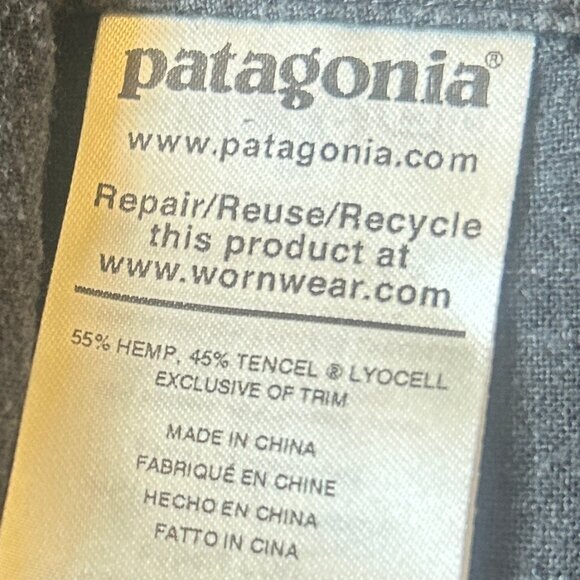 patagonia®
www.patagonia.com
Repair/Reuse/Recycle
this product at
www.wornwear.com
55% HEMP, 45% TENCEL ® LYOCELL
EXCLUSIVE OF TRIM
MADE IN CHINA
FABRIQUÉ EN CHINE
HECHO EN CHINA
FATTO IN CINA